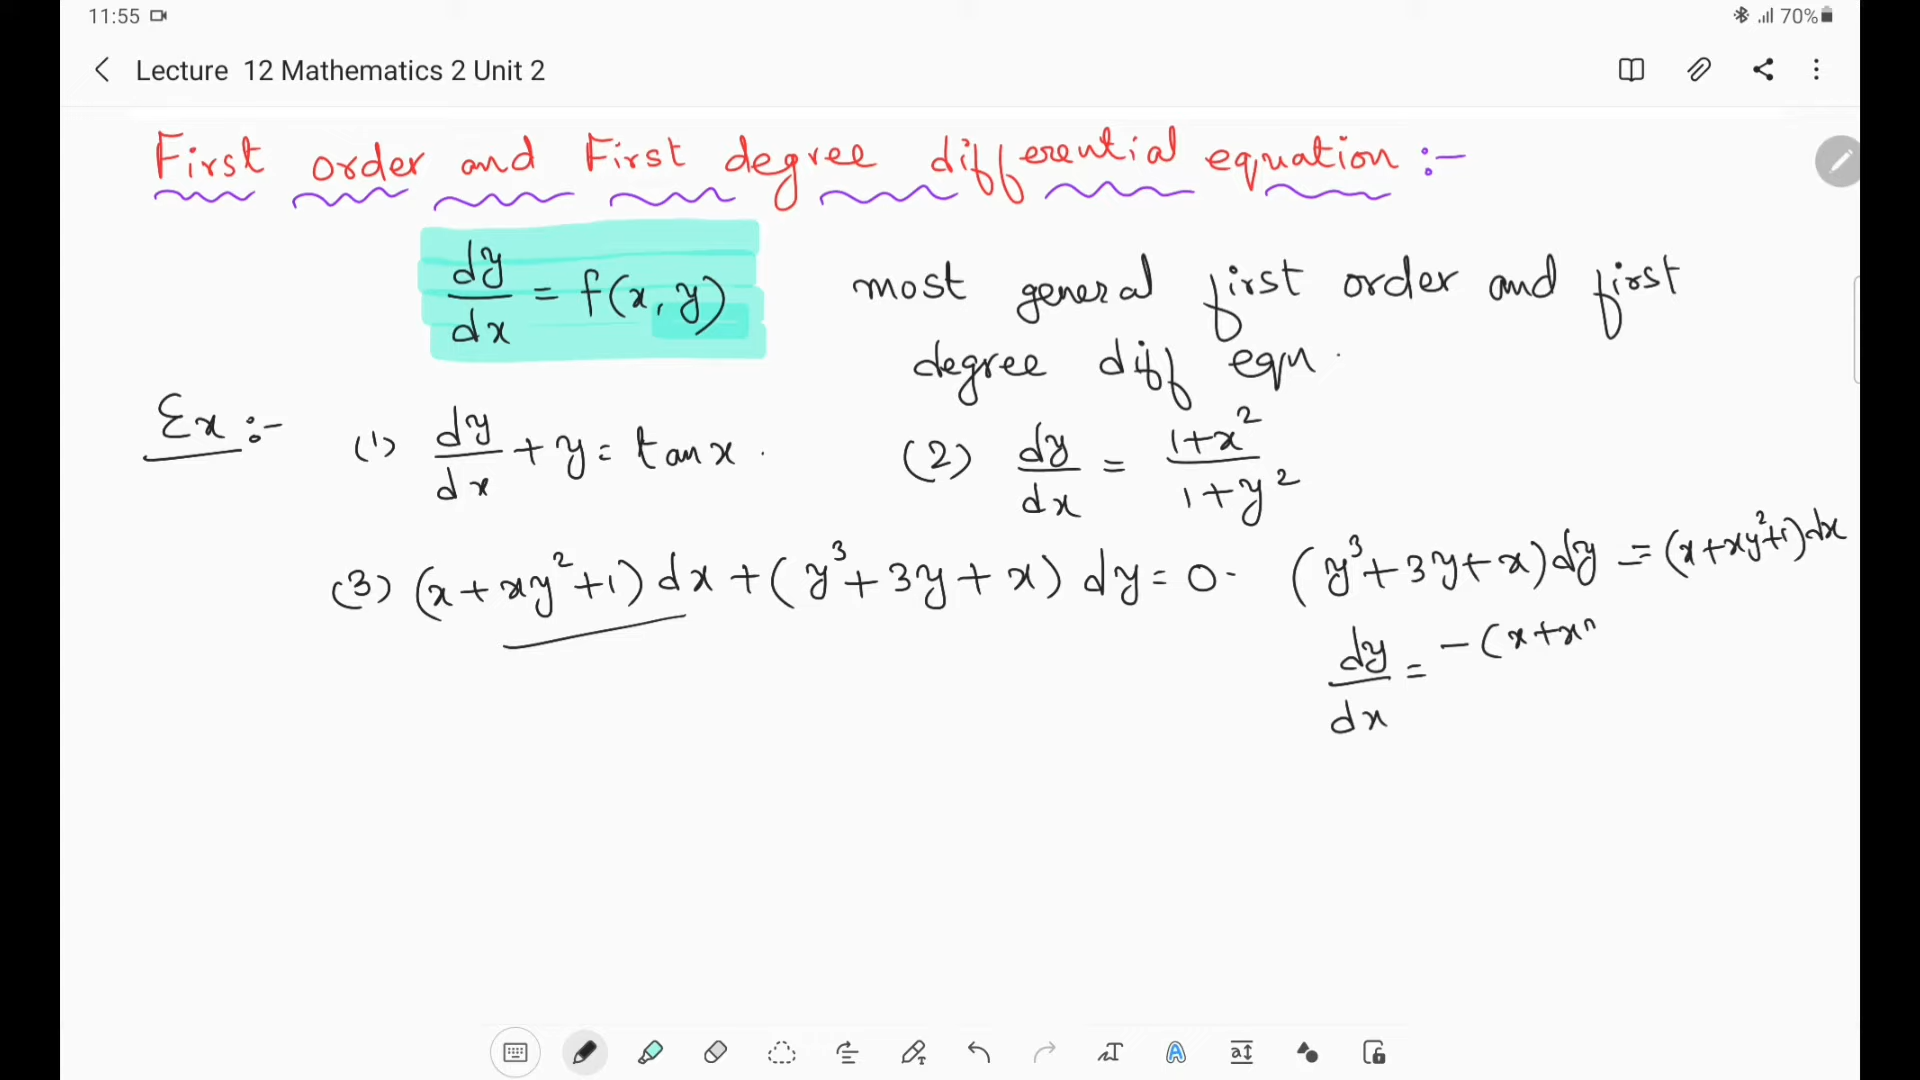 11:55
70%
Lecture 12 Mathematics 2 Unit 2
First order and First degree differential equation :-
dy/dx = f(x, y) most general first order and first
degree diff eqn.
Ex :- (1) dy/dx + y = tan x . (2) dy/dx = (1+x²)/(1+y²)
(3) (x + xy² + 1) dx + (y³ + 3y + x) dy = 0 · (y³ + 3y + x) dy = (x + xy² + 1) dx
dy/dx = - (x + x